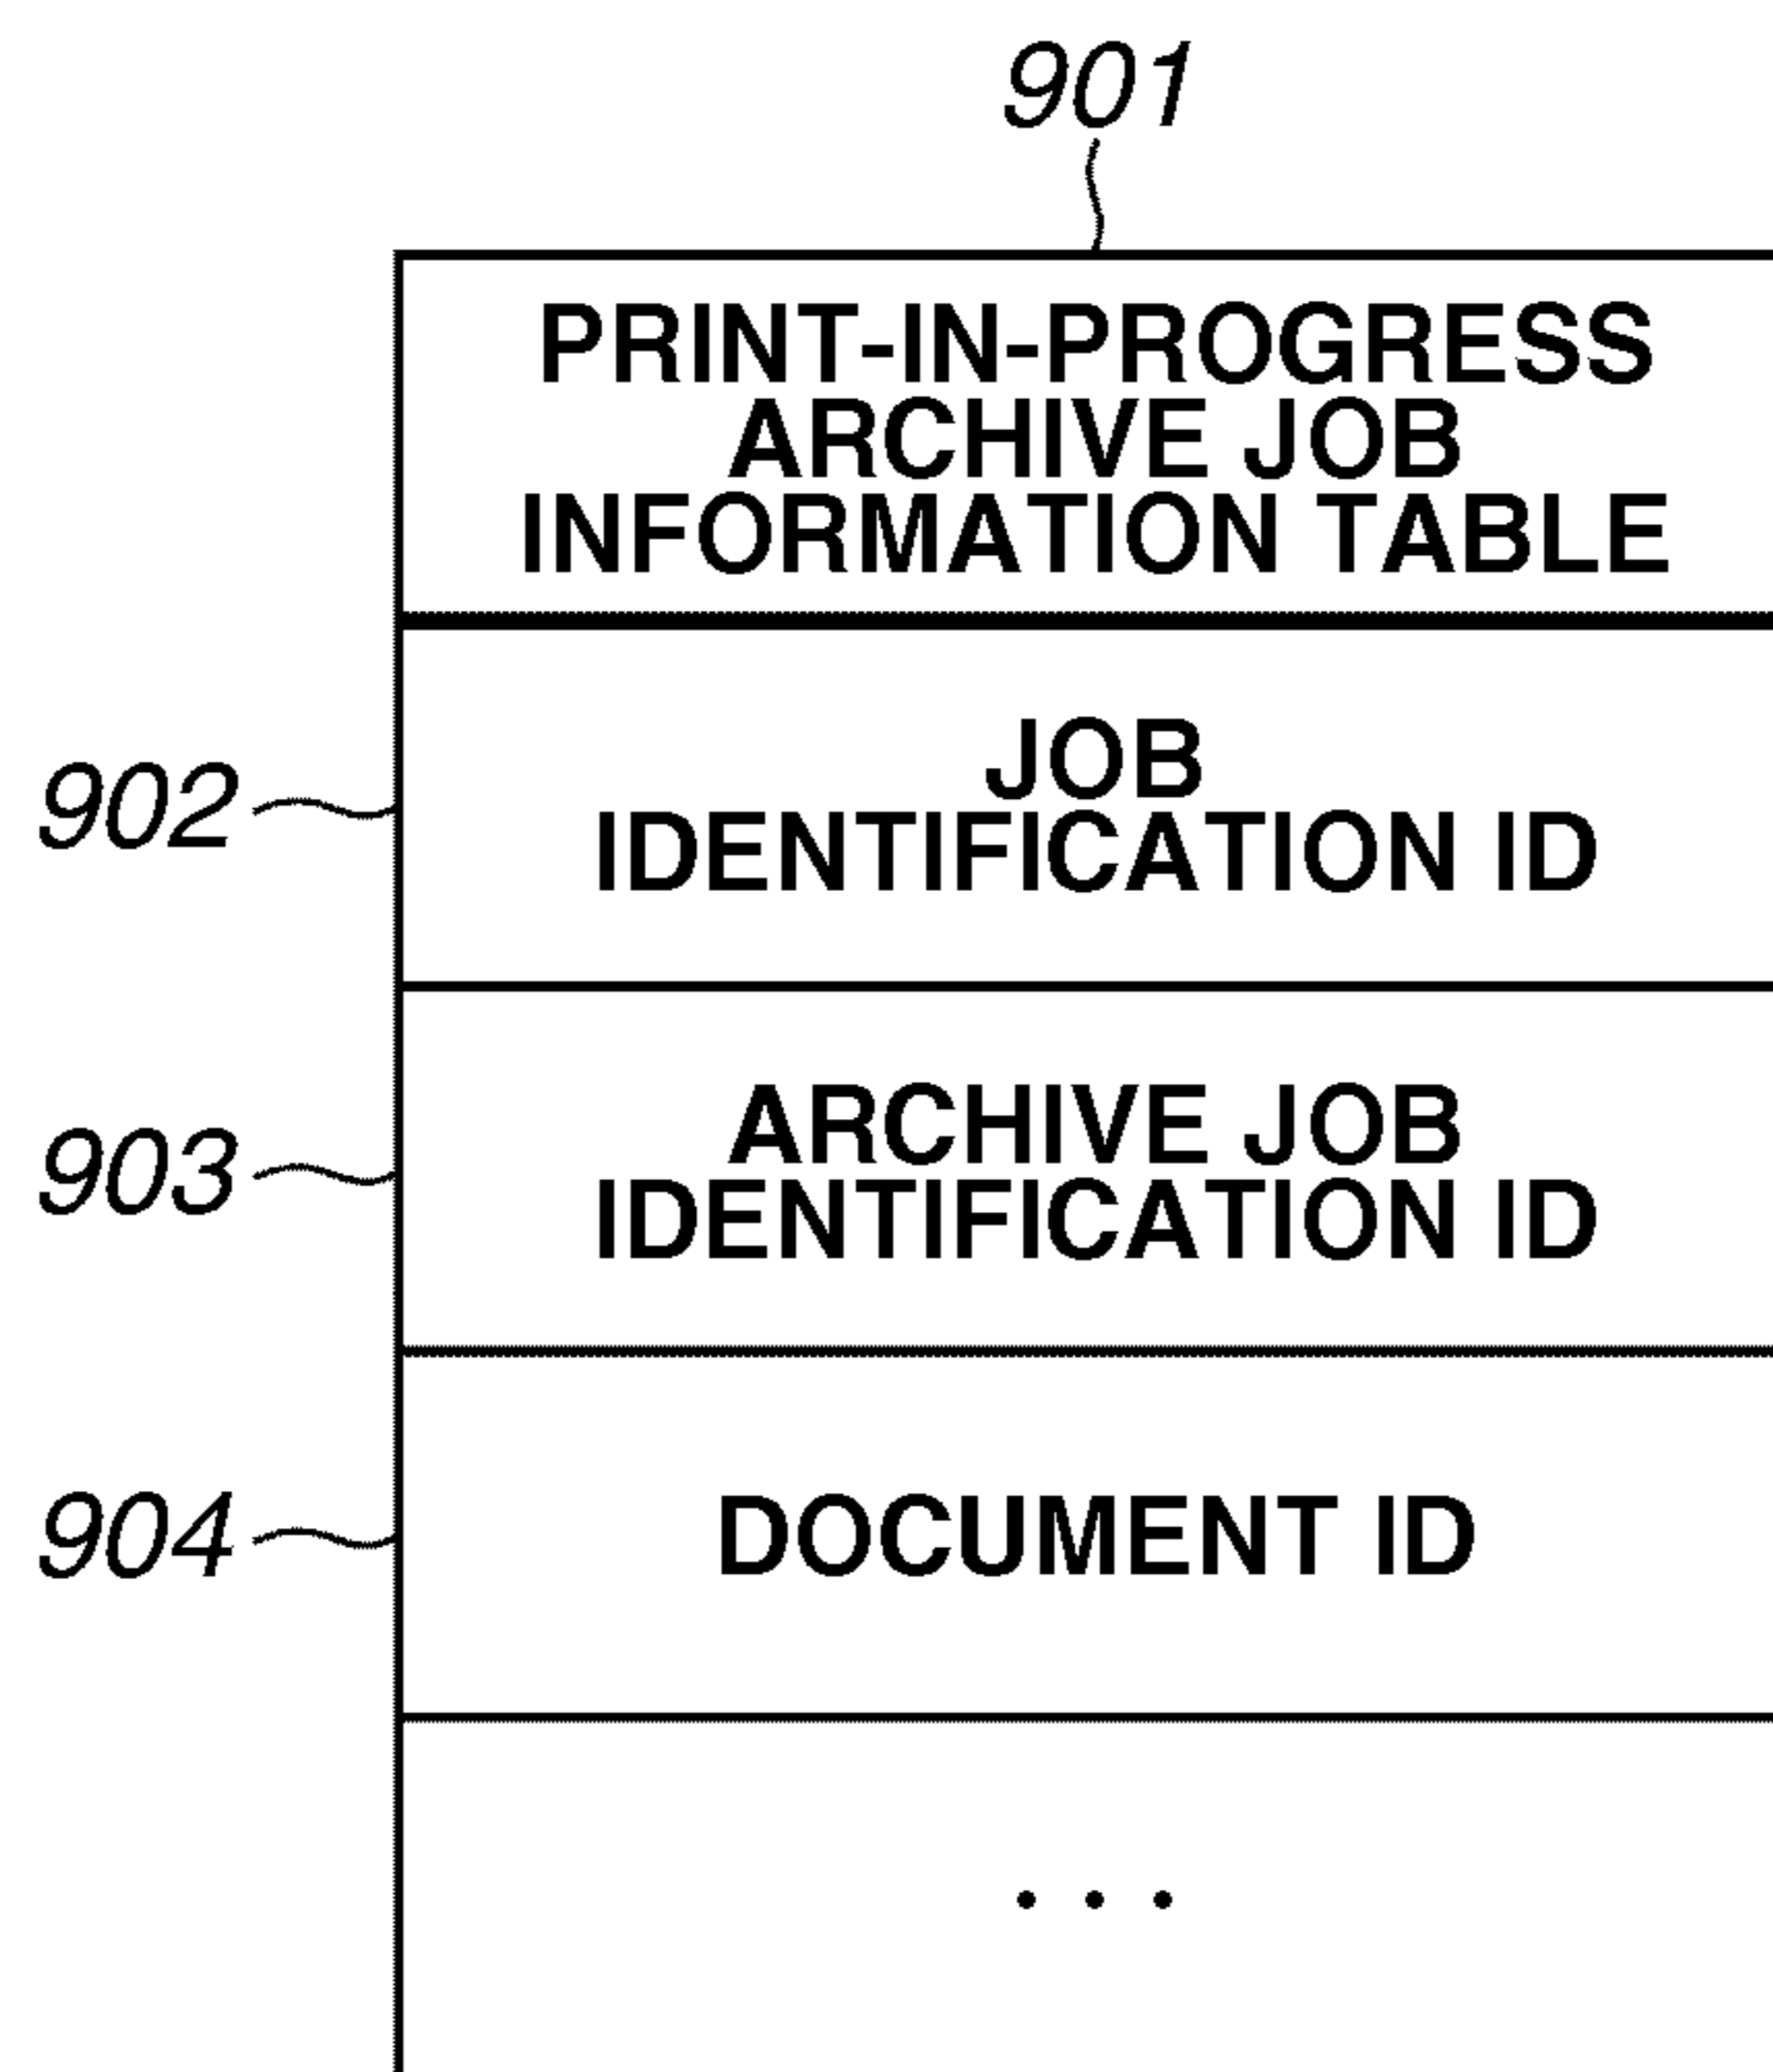 901
PRINT-IN-PROGRESS
ARCHIVE JOB
INFORMATION TABLE
902
JOB
IDENTIFICATION ID
903
ARCHIVE JOB
IDENTIFICATION ID
904
DOCUMENT ID
. . .